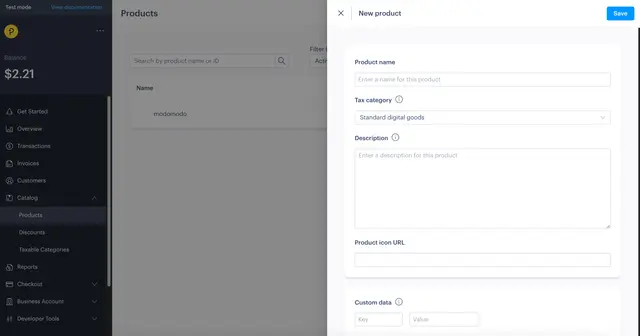 Test mode
View documentation
P
Balance
$2.21
Get Started
Overview
Transactions
Invoices
Customers
Catalog
Products
Discounts
Taxable Categories
Reports
Checkout
Business Account
Developer Tools
Products
Search by product name or ID
Filter
Acti
Name
modomodo
New product
Save
Product name
Enter a name for this product
Tax category
Standard digital goods
Description
Enter a description for this product
Product icon URL
Custom data
Key
Value